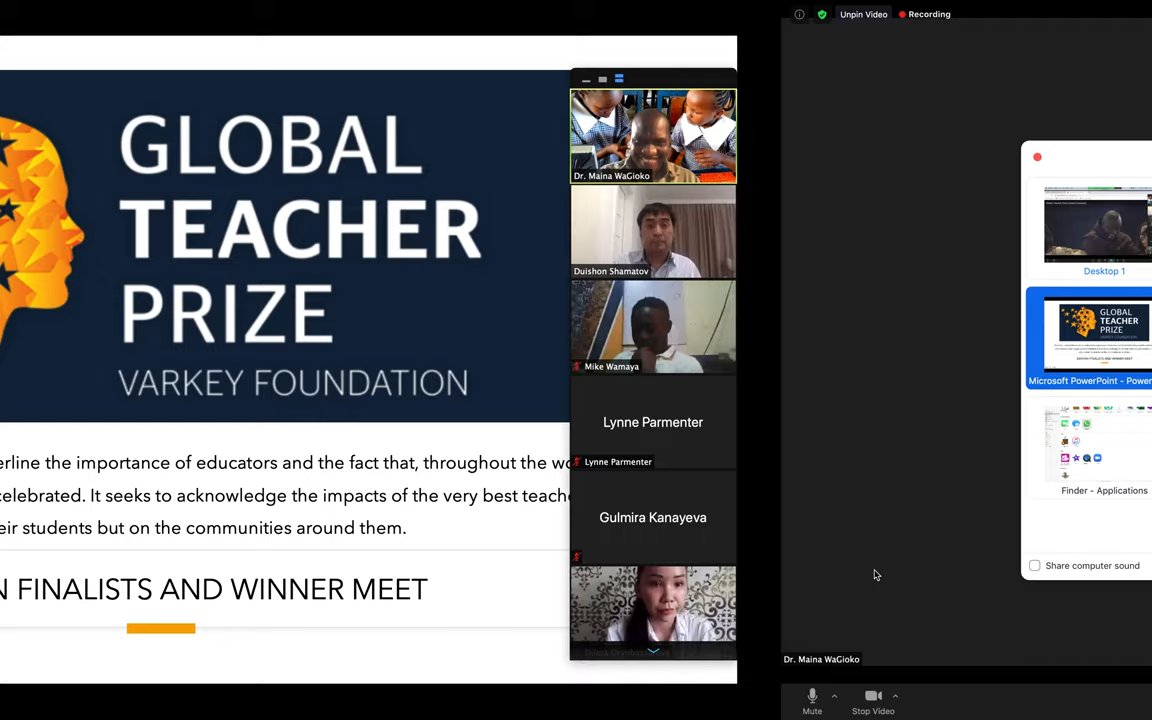 GLOBAL
TEACHER
PRIZE
VARKEY FOUNDATION
erline the importance of educators and the fact that, throughout the wo
celebrated. It seeks to acknowledge the impacts of the very best teache
eir students but on the communities around them.
N FINALISTS AND WINNER MEET
Dr. Maina WaGioko
Duishon Shamatov
Mike Wamaya
Lynne Parmenter
Lynne Parmenter
Gulmira Kanayeva
Unpin Video
Recording
Desktop 1
GLOBAL
TEACHER
PRIZE
Microsoft PowerPoint - Power
Finder - Applications
Share computer sound
Dr. Maina WaGioko
Mute
Stop Video